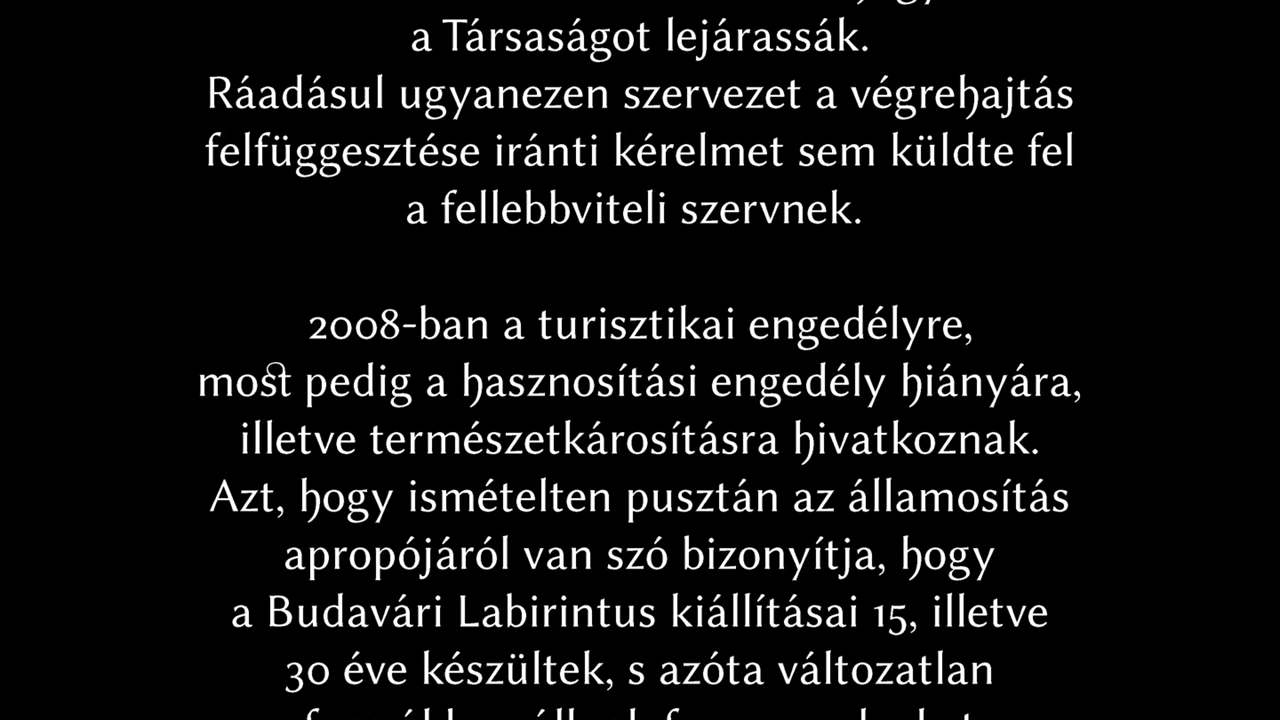 a Társaságot lejárassák.
Ráadásul ugyanezen szervezet a végrehajtás
felfüggesztése iránti kérelmet sem küldte fel
a fellebbviteli szervnek.
2008-ban a turisztikai engedélyre,
most pedig a hasznosítási engedély hiányára,
illetve természetkárosításra hivatkoznak.
Azt, hogy ismételten pusztán az államosítás
apropójáról van szó bizonyítja, hogy
a Budavári Labirintus kiállításai 15, illetve
30 éve készültek, s azóta változatlan